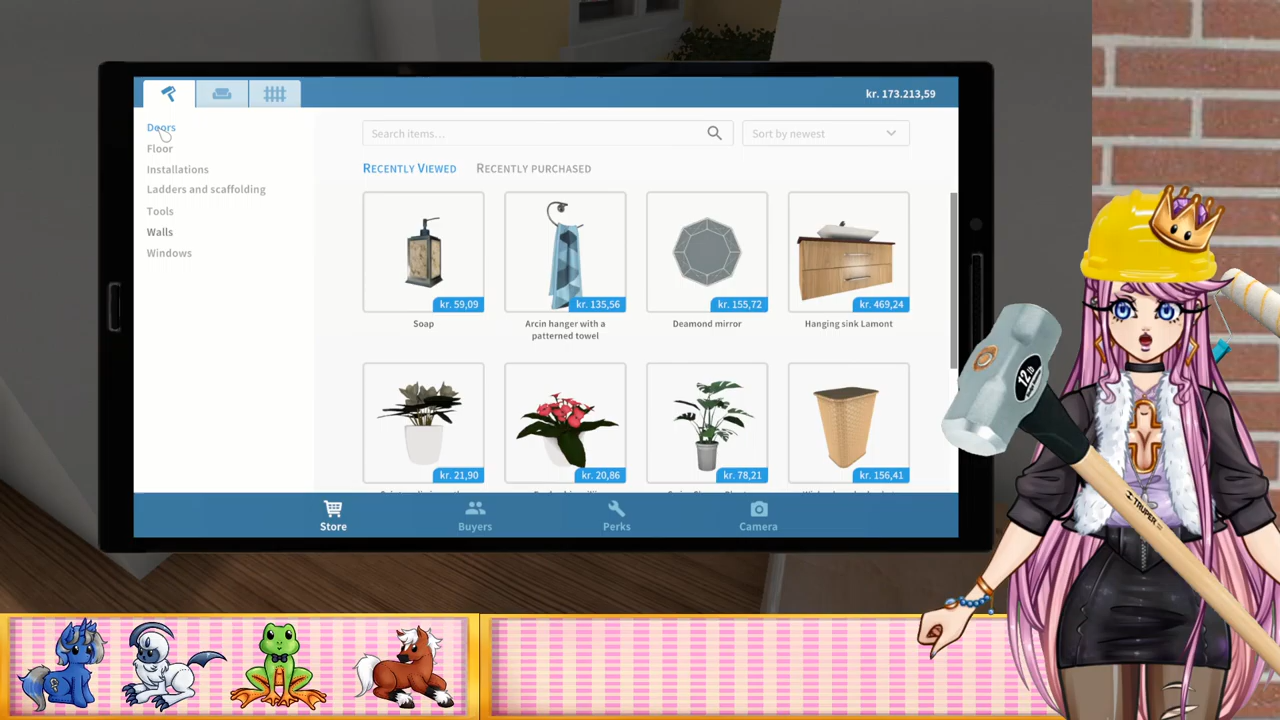 kr. 173.213,59
Doors
Floor
Installations
Ladders and scaffolding
Tools
Walls
Windows
Search items...
Sort by newest
RECENTLY VIEWED
RECENTLY PURCHASED
kr. 59,09
Soap
kr. 135,56
Arcin hanger with a
patterned towel
kr. 155,72
Deamond mirror
kr. 469,24
Hanging sink Lamont
kr. 21,90
kr. 20,86
kr. 78,21
kr. 156,41
Store
Buyers
Perks
Camera
12 lb
TRUPER